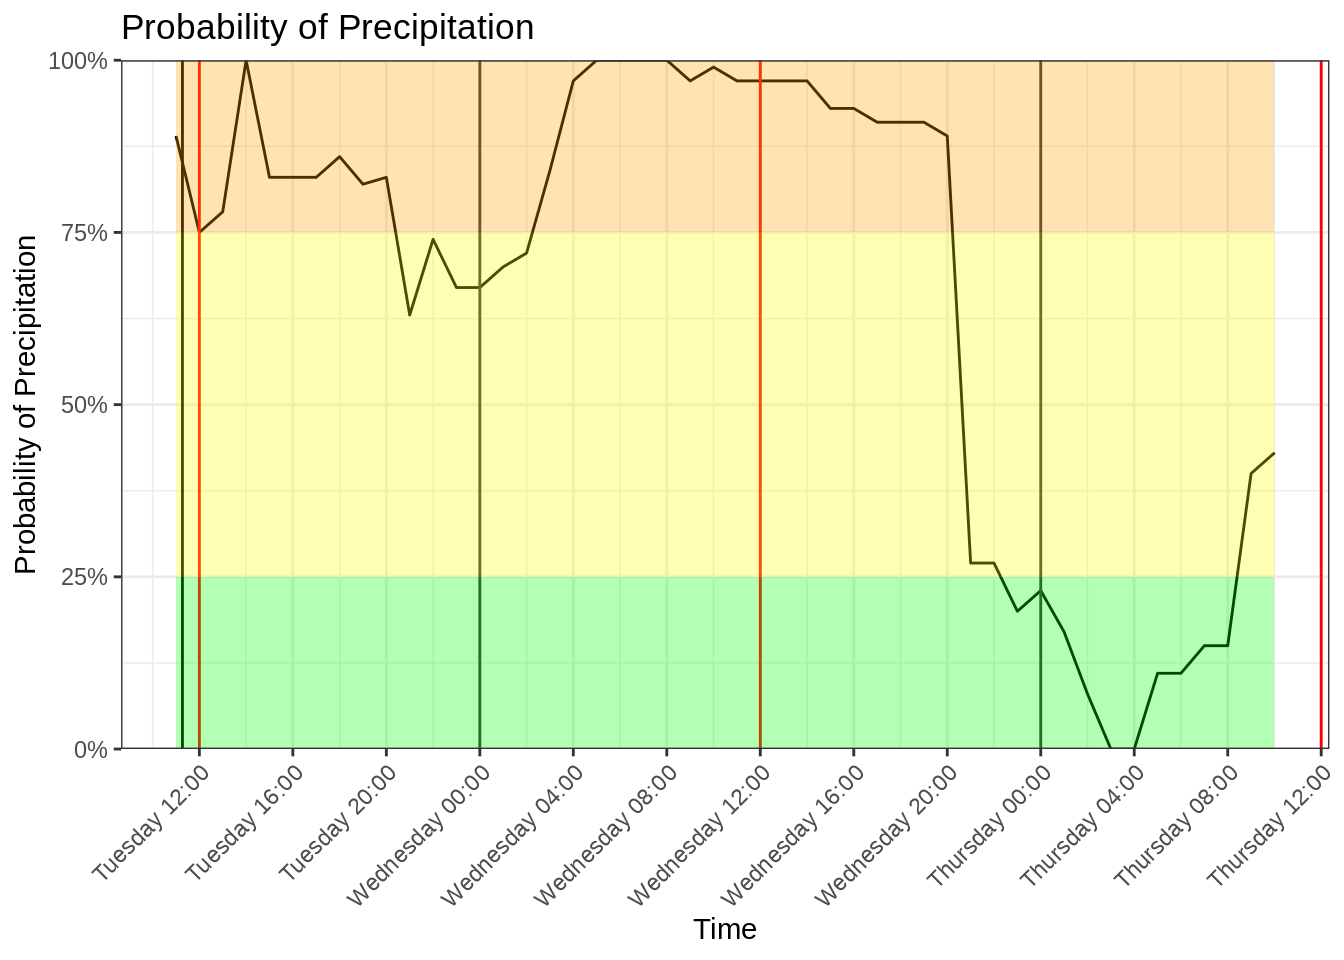 Probability of Precipitation
Probability of Precipitation
100%
75%
50%
25%
0%
Tuesday 12:00
Tuesday 16:00
Tuesday 20:00
Wednesday 00:00
Wednesday 04:00
Wednesday 08:00
Wednesday 12:00
Wednesday 16:00
Wednesday 20:00
Thursday 00:00
Thursday 04:00
Thursday 08:00
Thursday 12:00
Time